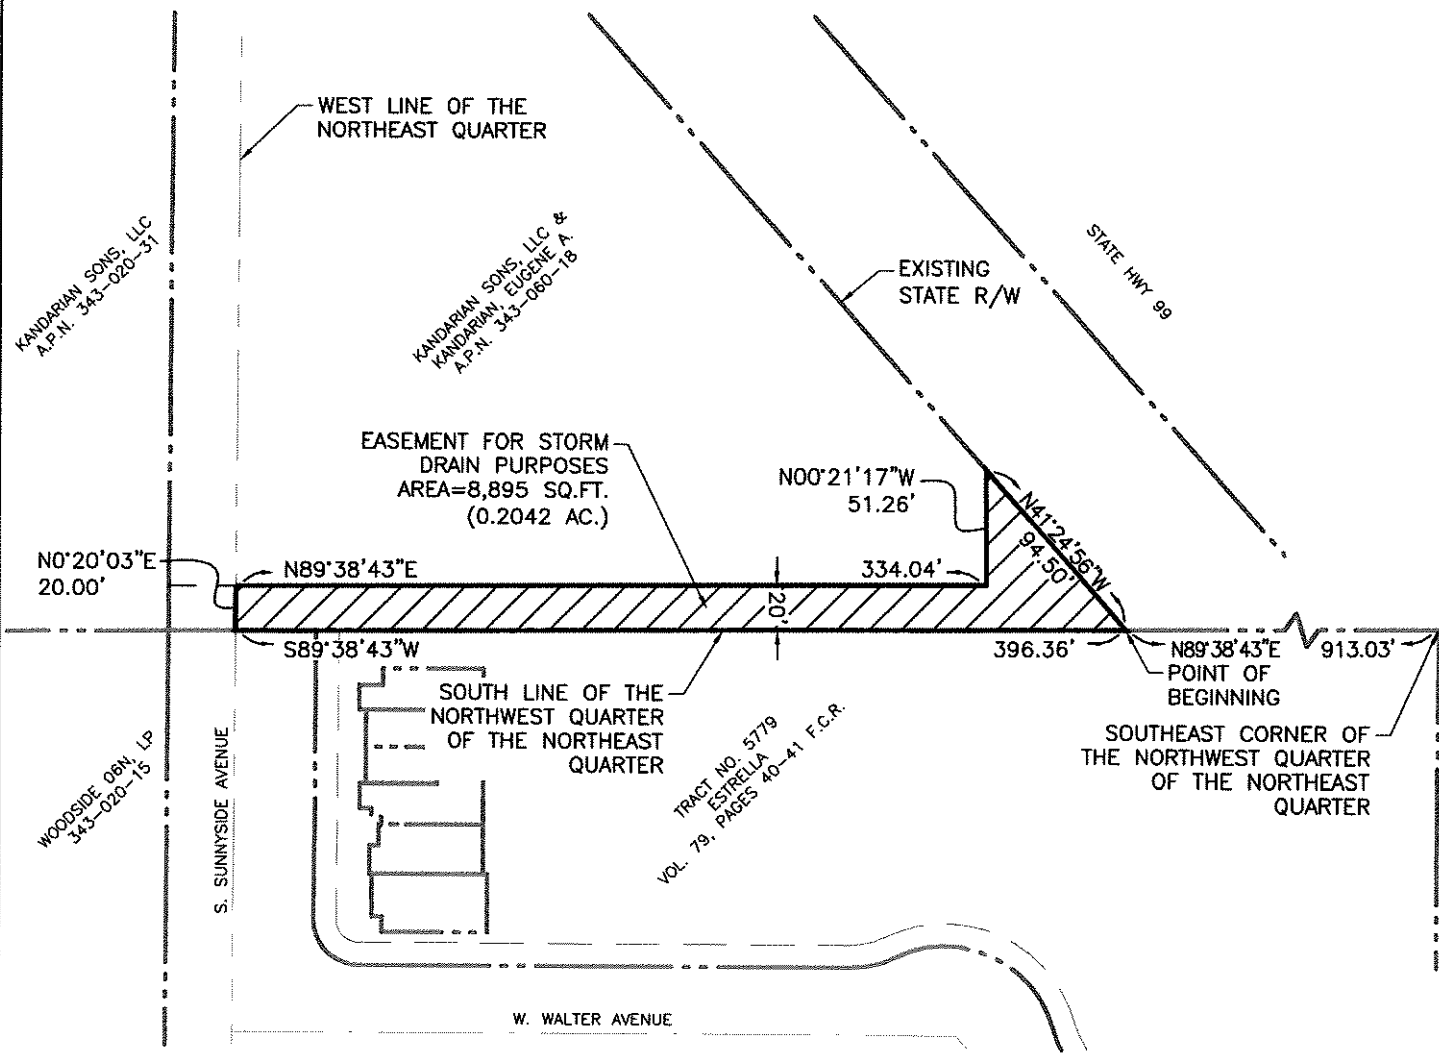 WEST LINE OF THE
NORTHEAST QUARTER
KANDARIAN SONS, LLC
A.P.N. 343-020-31
KANDARIAN SONS, LLC &
KANDARIAN, EUGENE A.
A.P.N. 343-060-18
STATE HWY 99
EXISTING
STATE R/W
EASEMENT FOR STORM
DRAIN PURPOSES
AREA=8,895 SQ.FT.
(0.2042 AC.)
N00°21'17"W
51.26'
N41°24'56"W
94.50'
N0°20'03"E
20.00'
N89°38'43"E
334.04'
20'
S89°38'43"W
396.36'
N89°38'43"E
913.03'
POINT OF
BEGINNING
SOUTH LINE OF THE
NORTHWEST QUARTER
OF THE NORTHEAST
QUARTER
SOUTHEAST CORNER OF
THE NORTHWEST QUARTER
OF THE NORTHEAST
QUARTER
WOODSIDE 06N, LP
343-020-15
S. SUNNYSIDE AVENUE
TRACT NO. 5779
ESTRELLA
VOL. 79, PAGES 40-41 F.C.R.
W. WALTER AVENUE